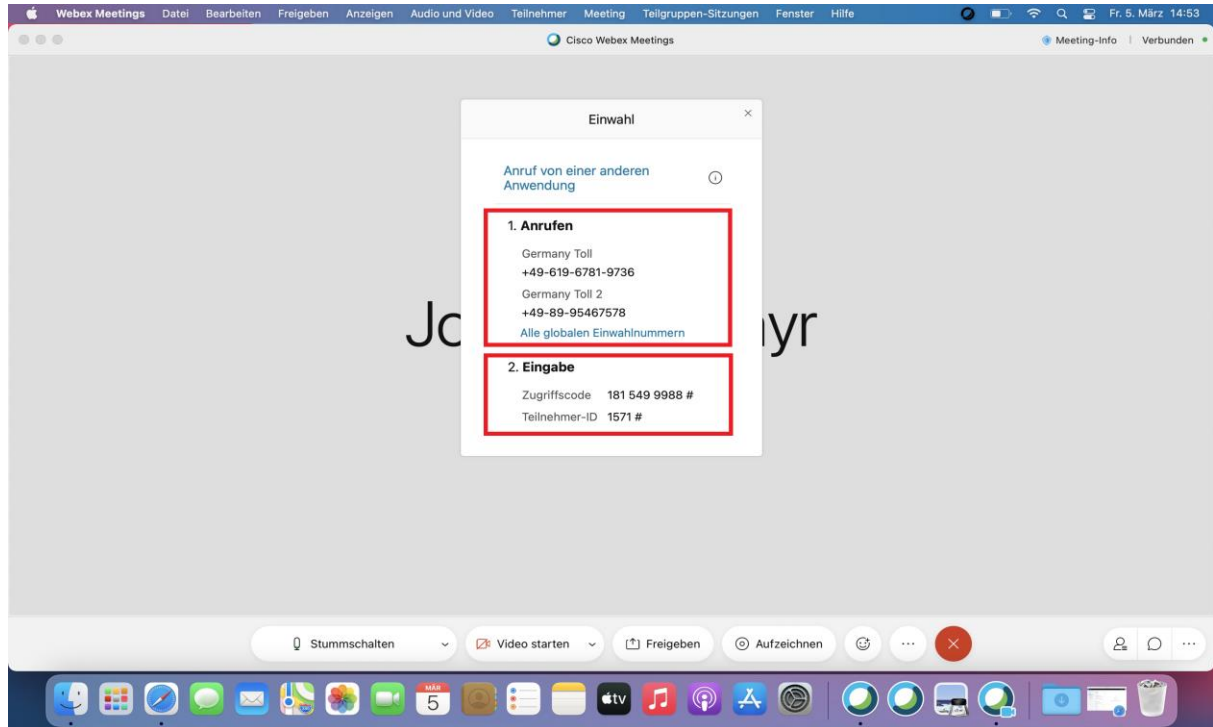 Webex Meetings Datei Bearbeiten Freigeben Anzeigen Audio und Video Teilnehmer Meeting Teilgruppen-Sitzungen Fenster Hilfe Fr. 5. März 14:53
Cisco Webex Meetings Meeting-Info Verbunden
Einwahl
Anruf von einer anderen
Anwendung
1. Anrufen
Germany Toll
+49-619-6781-9736
Germany Toll 2
+49-89-95467578
Alle globalen Einwahlnummern
Jo yr
2. Eingabe
Zugriffscode 181 549 9988 #
Teilnehmer-ID 1571 #
Stummschalten Video starten Freigeben Aufzeichnen
MÄR
5
tv